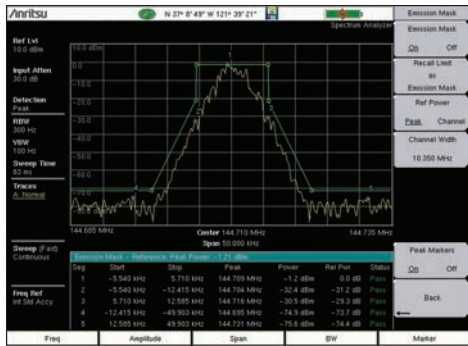 /Inritsu
N 37° 8' 49" W 121° 39' 21"
Spectrum Analyzer
Ref Lvl
10.0 dBm
Input Atten
30.0 dB
Detection
Peak
RBW
300 Hz
VBW
100 Hz
Sweep Time
83 ms
Traces
A: Normal
Sweep (Fast)
Continuous
Freq Ref
Int Std Accy
10.0 dBm
0.0
-10.0
-20.0
-30.0
-40.0
-50.0
-60.0
-70.0
1
2
3
4
5
144.685 MHz
Center 144.710 MHz
144.735 MHz
Span 50.000 kHz
Emission Mask - Reference: Peak Power -1.21 dBm
Seg Start Stop Peak Power Rel Pwr Status
1 -5.543 kHz 5.710 kHz 144.709 MHz -1.2 dBm 0.0 dB Pass
2 -5.540 kHz -12.415 kHz 144.704 MHz -32.4 dBm -31.2 dB Pass
3 5.710 kHz 12.585 kHz 144.716 MHz -30.5 dBm -29.3 dB Pass
4 -12.415 kHz -49.903 kHz 144.695 MHz -74.9 dBm -73.7 dB Pass
5 12.585 kHz 49.903 kHz 144.731 MHz -75.6 dBm -74.4 dB Pass
Emission Mask
Emission Mask
On Off
Recall Limit
as
Emission Mask
Ref Power
Peak Channel
Channel Width
10.350 MHz
Peak Markers
On Off
Back
Freq Amplitude Span BW Marker